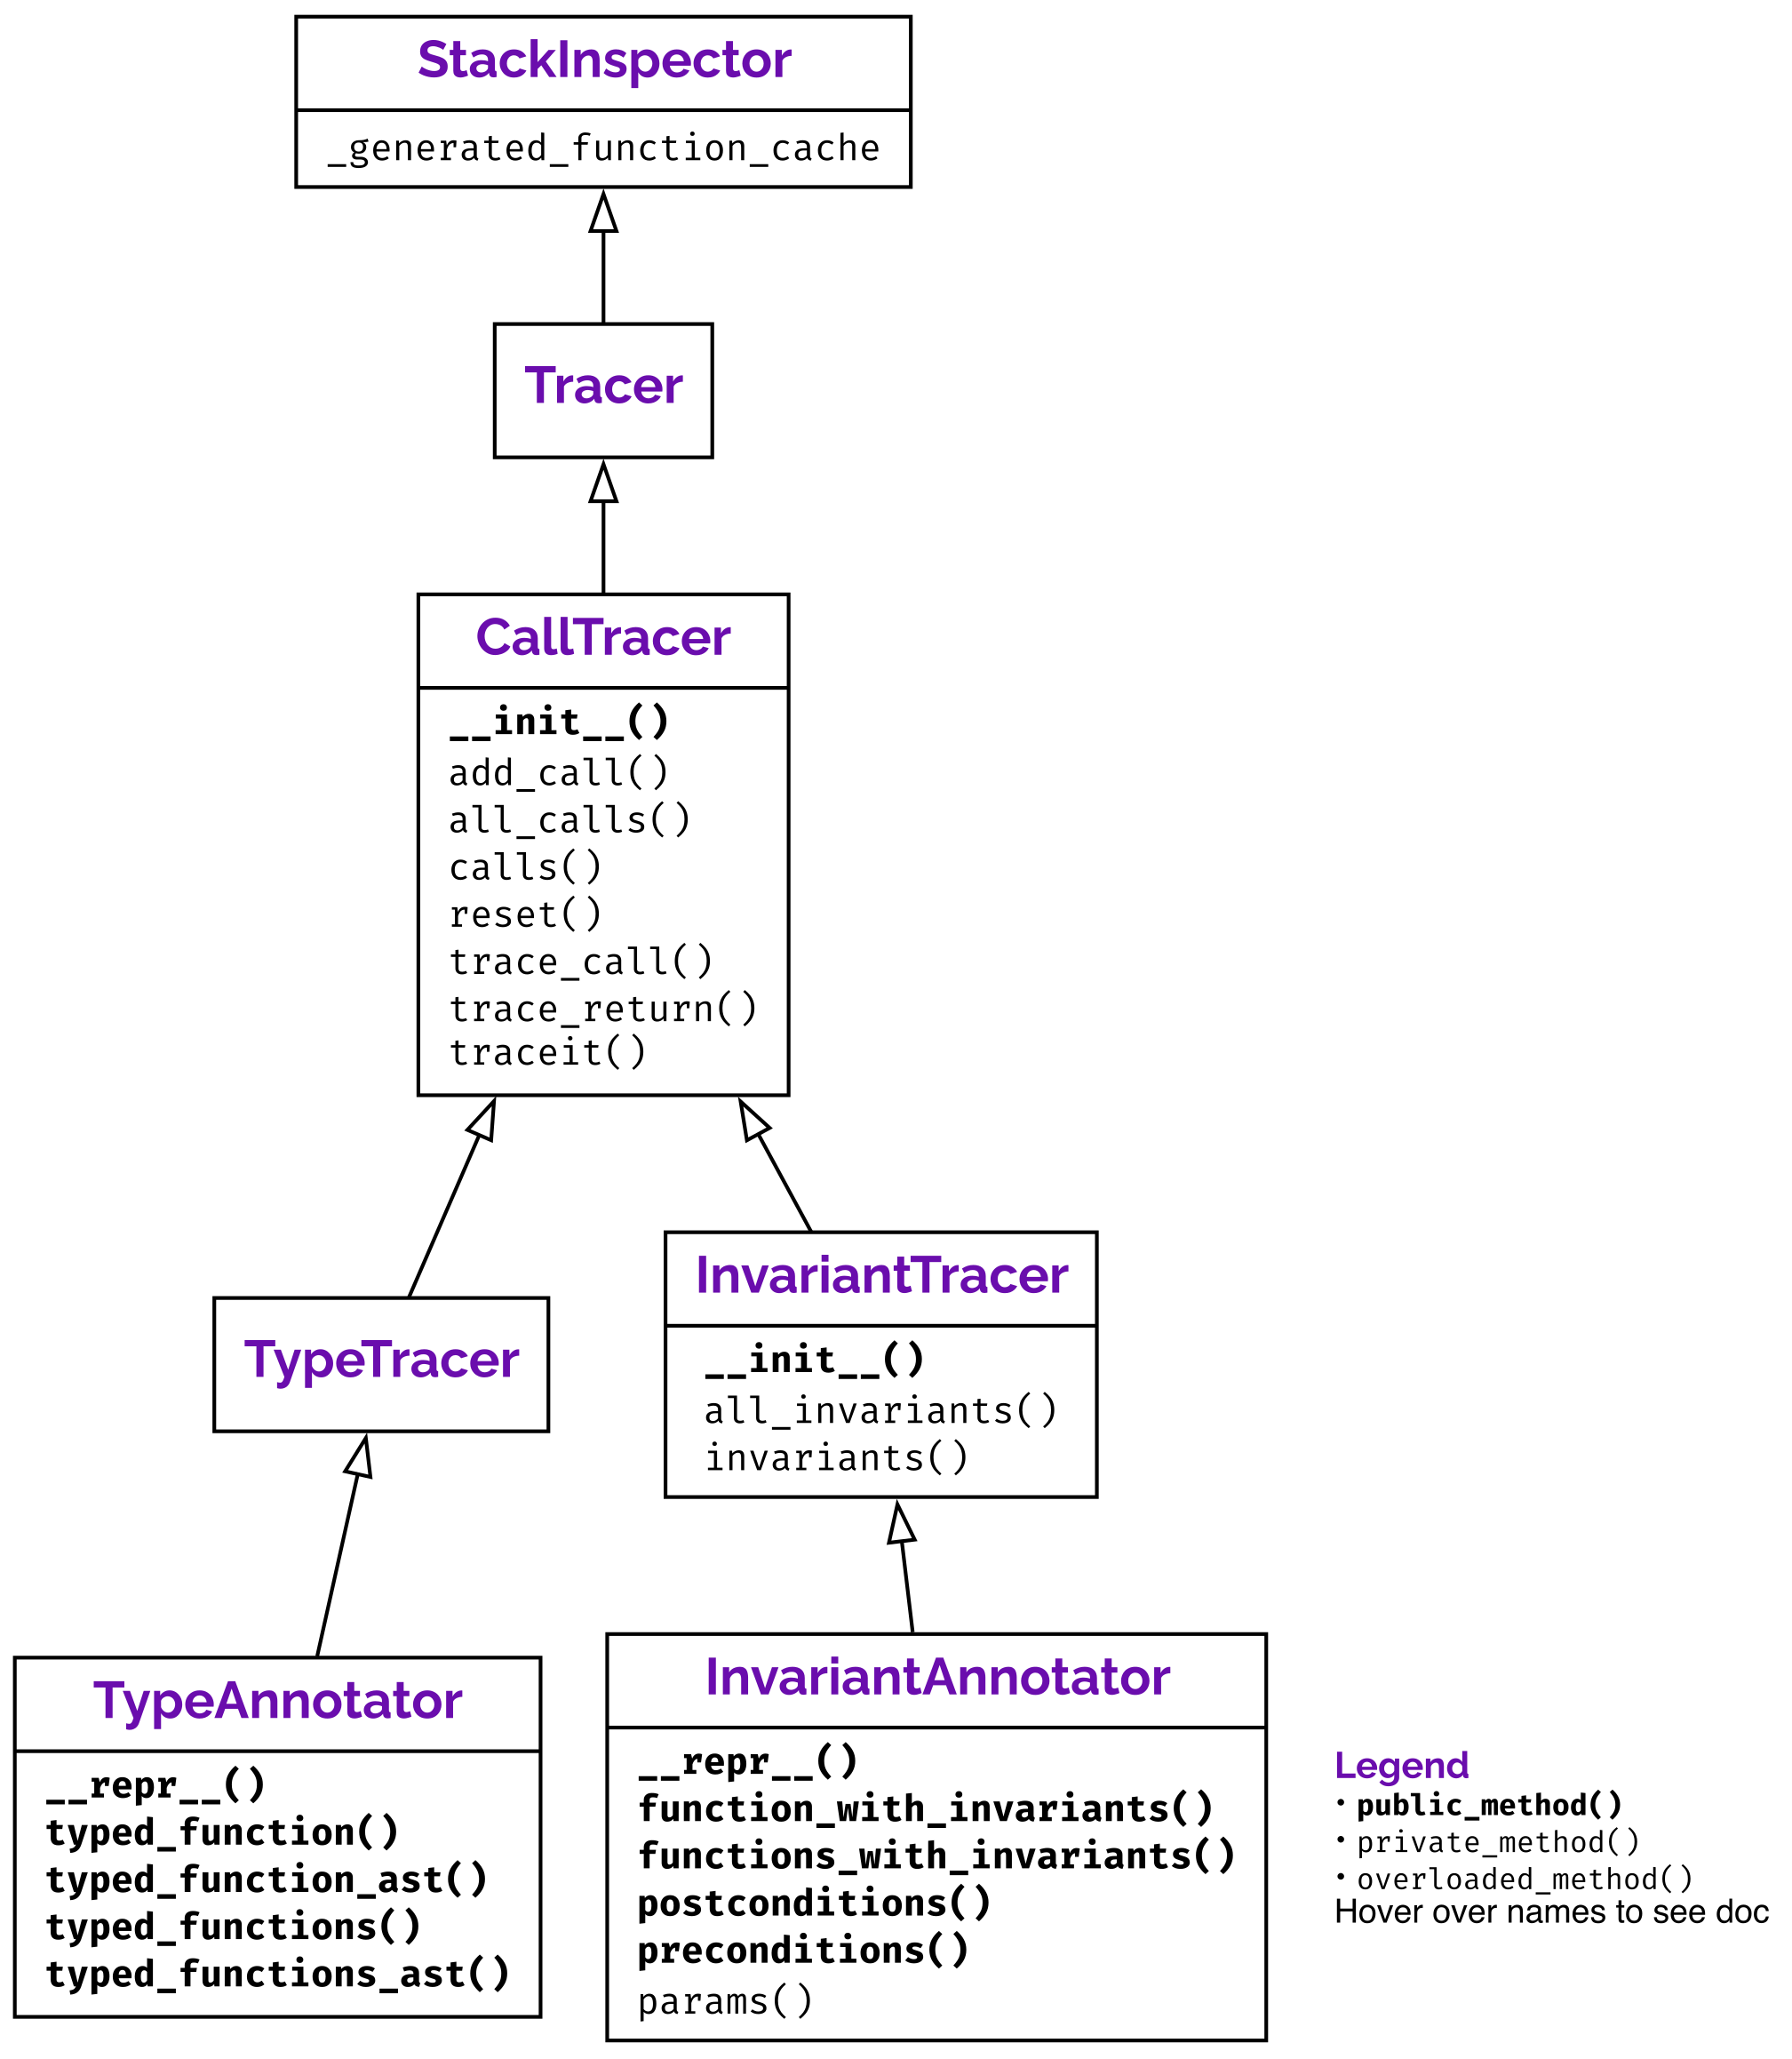 StackInspector
_generated_function_cache
Tracer
CallTracer
__init__()
add_call()
all_calls()
calls()
reset()
trace_call()
trace_return()
traceit()
TypeTracer
InvariantTracer
__init__()
all_invariants()
invariants()
TypeAnnotator
__repr__()
typed_function()
typed_function_ast()
typed_functions()
typed_functions_ast()
InvariantAnnotator
__repr__()
function_with_invariants()
functions_with_invariants()
postconditions()
preconditions()
params()
Legend
• public_method()
• private_method()
• overloaded_method()
Hover over names to see doc